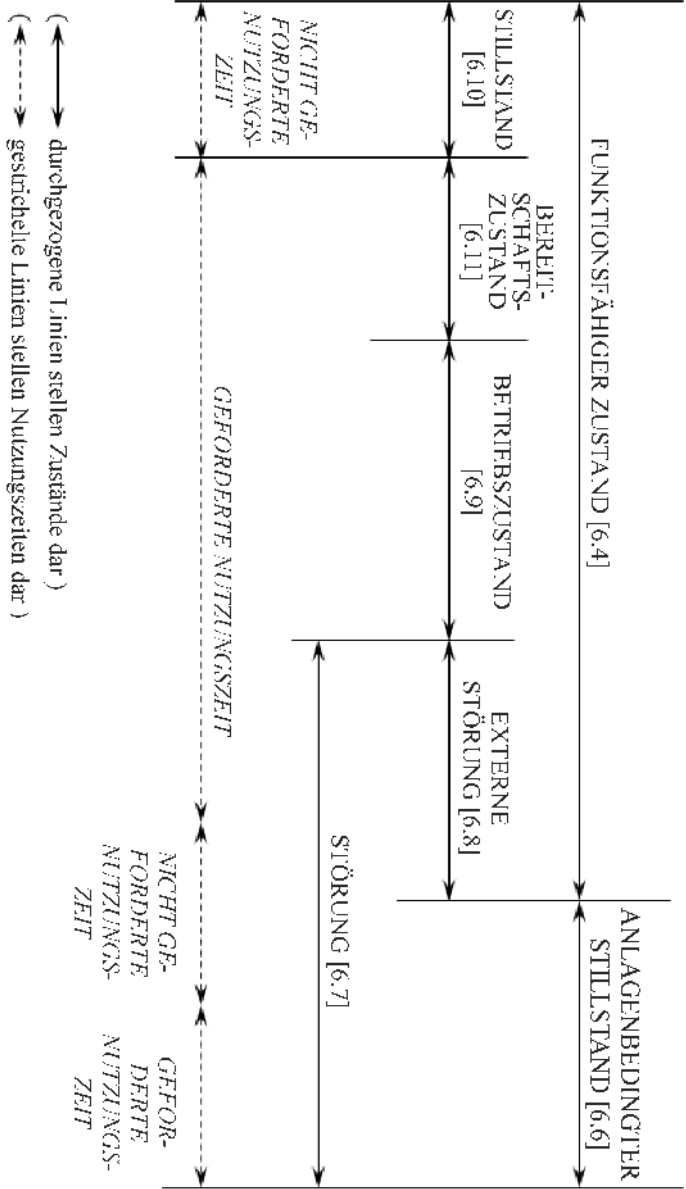 FUNKTIONSFÄHIGER ZUSTAND [6.4]
ANLAGENBEDINGTER
STILLSTAND [6.6]
STILLSTAND
[6.10]
BEREIT-
SCHAFTS-
ZUSTAND
[6.11]
BETRIEBSZUSTAND
[6.9]
EXTERNE
STÖRUNG [6.8]
STÖRUNG [6.7]
NICHT GE-
FORDERTE
NUTZUNGS-
ZEIT
GEFORDERTE NUTZUNGSZEIT
NICHT GE-
FORDERTE
NUTZUNGS-
ZEIT
GEFOR-
DERTE
NUTZUNGS-
ZEIT
( durchgezogene Linien stellen Zustände dar )
( gestrichelte Linien stellen Nutzungszeiten dar )